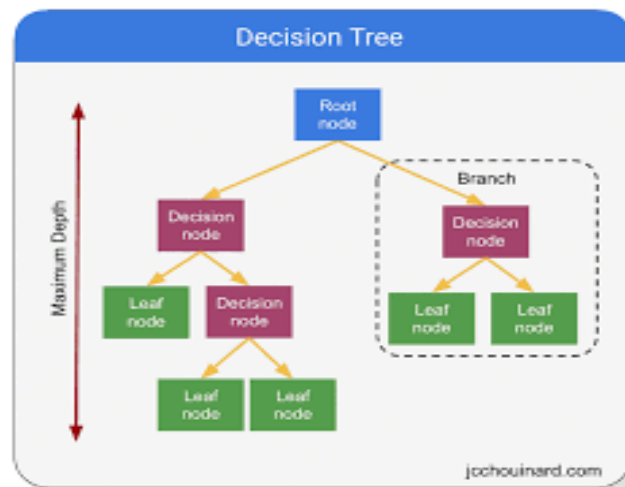 Decision Tree
Root
node
Branch
Decision
node
Decision
node
Maximum Depth
Leaf
node
Decision
node
Leaf
node
Leaf
node
Leaf
node
Leaf
node
jcchouinard.com